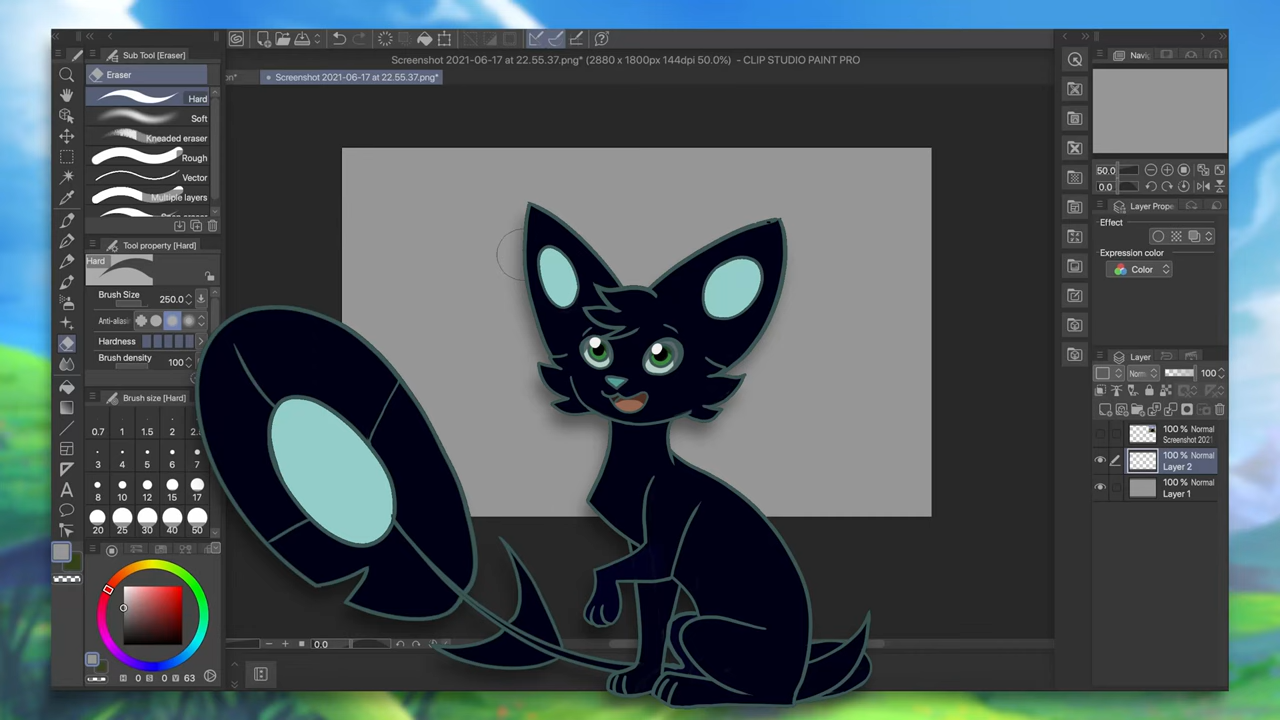 Screenshot 2021-06-17 at 22.55.37.png* (2880 x 1800px 144dpi 50.0%) - CLIP STUDIO PAINT PRO
Screenshot 2021-06-17 at 22.55.37.png*
Sub Tool [Eraser]
Eraser
Hard
Soft
Kneaded eraser
Rough
Vector
Multiple layers
Tool property [Hard]
Hard
Brush Size 250.0
Anti-alias
Hardness
Brush density 100
Brush size [Hard]
0.7 1 1.5 2
3 4 5 6 7
8 10 12 15 17
20 25 30 40 50
H 0 S 0 V 63
0.0
Navi
50.0
0.0
Layer Prope
Effect
Expression color
Color
Layer
Norm 100
100 % Normal
Screenshot 2021
100 % Normal
Layer 2
100 % Normal
Layer 1